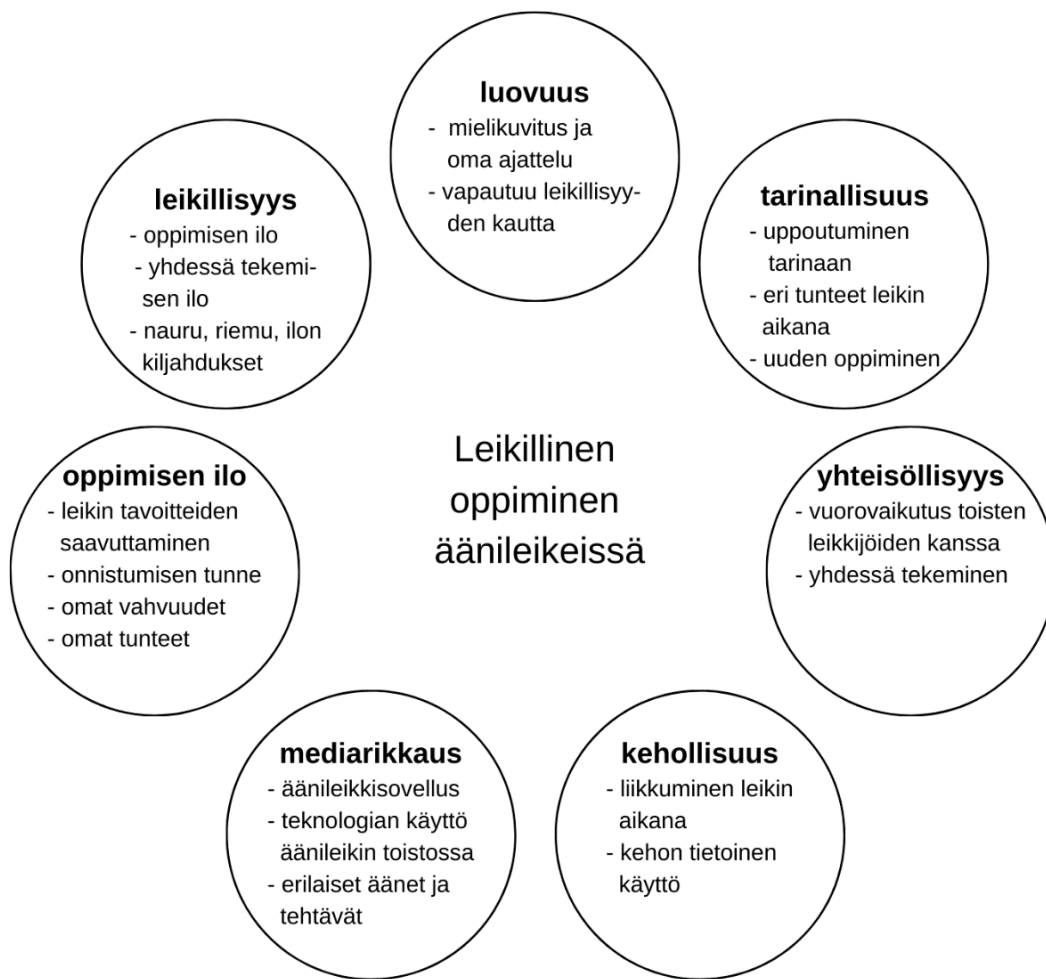 luovuus
- mielikuvitus ja
oma ajattelu
- vapautuu leikillisyy-
den kautta
leikillisyys
- oppimisen ilo
- yhdessä tekemi-
sen ilo
- nauru, riemu, ilon
kiljahdukset
tarinallisuus
- uppoutuminen
tarinaan
- eri tunteet leikin
aikana
- uuden oppiminen
Leikillinen
oppiminen
äänileikeissä
oppimisen ilo
- leikin tavoitteiden
saavuttaminen
- onnistumisen tunne
- omat vahvuudet
- omat tunteet
yhteisöllisyys
- vuorovaikutus toisten
leikkijöiden kanssa
- yhdessä tekeminen
mediarikkaus
- äänileikkisovellus
- teknologian käyttö
äänileikin toistossa
- erilaiset äänet ja
tehtävät
kehollisuus
- liikkuminen leikin
aikana
- kehon tietoinen
käyttö